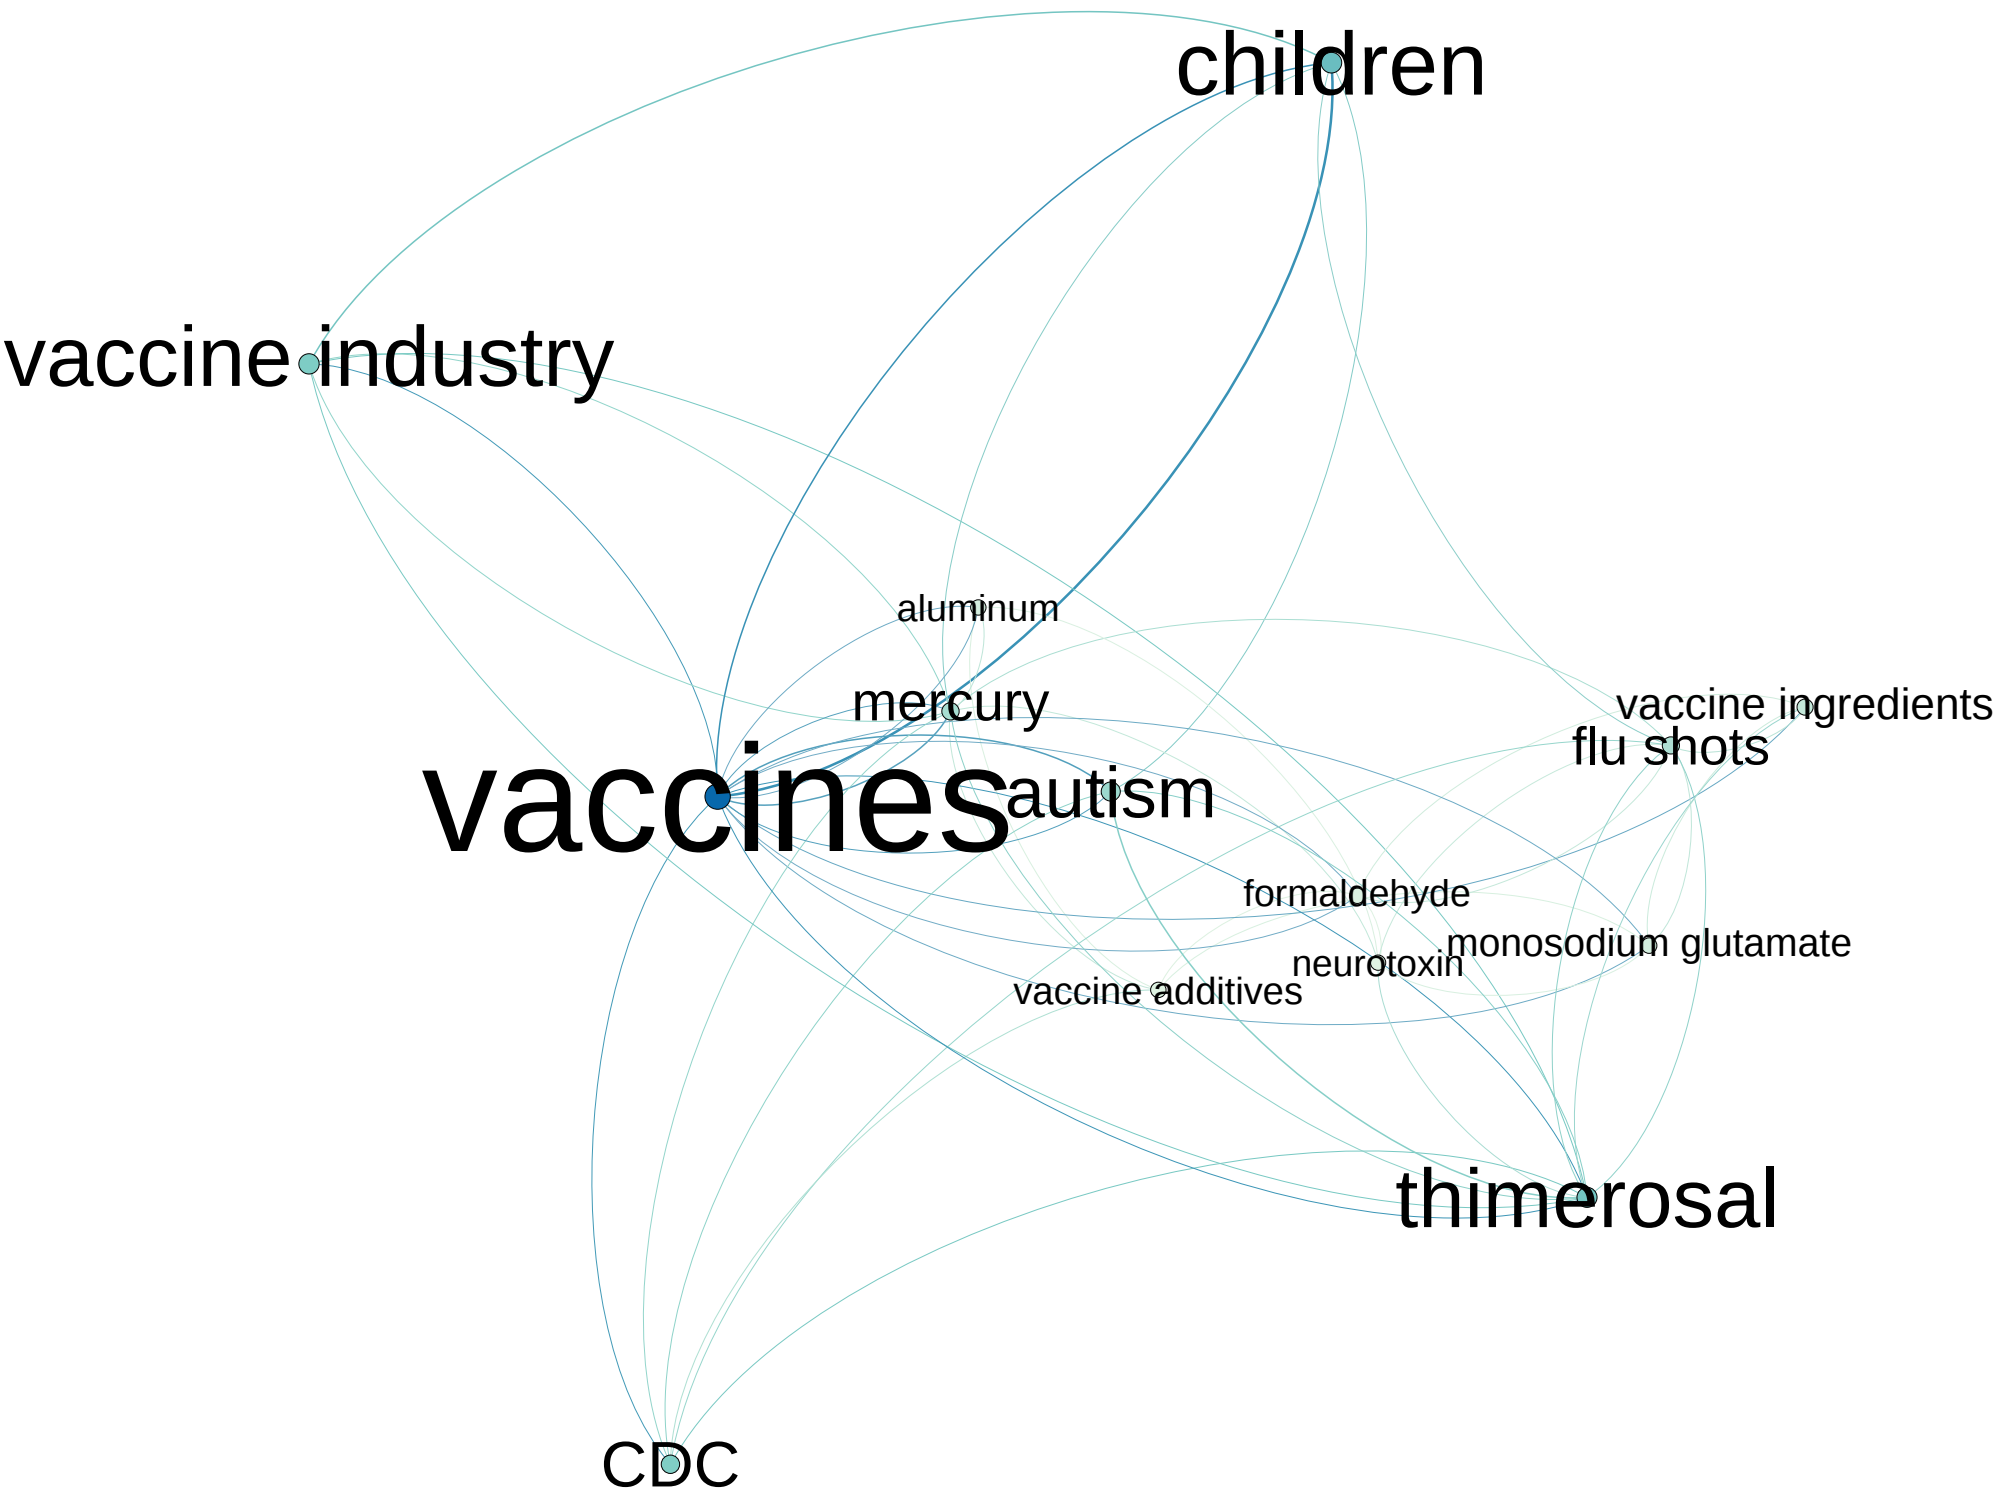 children
vaccine industry
aluminum
mercury
vaccine ingredients
flu shots
vaccines
autism
formaldehyde
monosodium glutamate
neurotoxin
vaccine additives
thimerosal
CDC